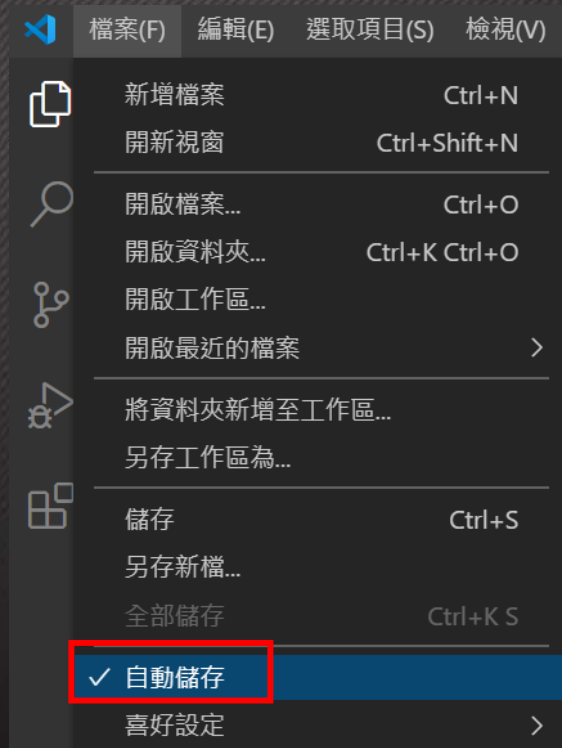 檔案(F) 編輯(E) 選取項目(S) 檢視(V)
新增檔案 Ctrl+N
開新視窗 Ctrl+Shift+N
開啟檔案... Ctrl+O
開啟資料夾... Ctrl+K Ctrl+O
開啟工作區...
開啟最近的檔案
將資料夾新增至工作區...
另存工作區為...
儲存 Ctrl+S
另存新檔...
全部儲存 Ctrl+K S
自動儲存
喜好設定